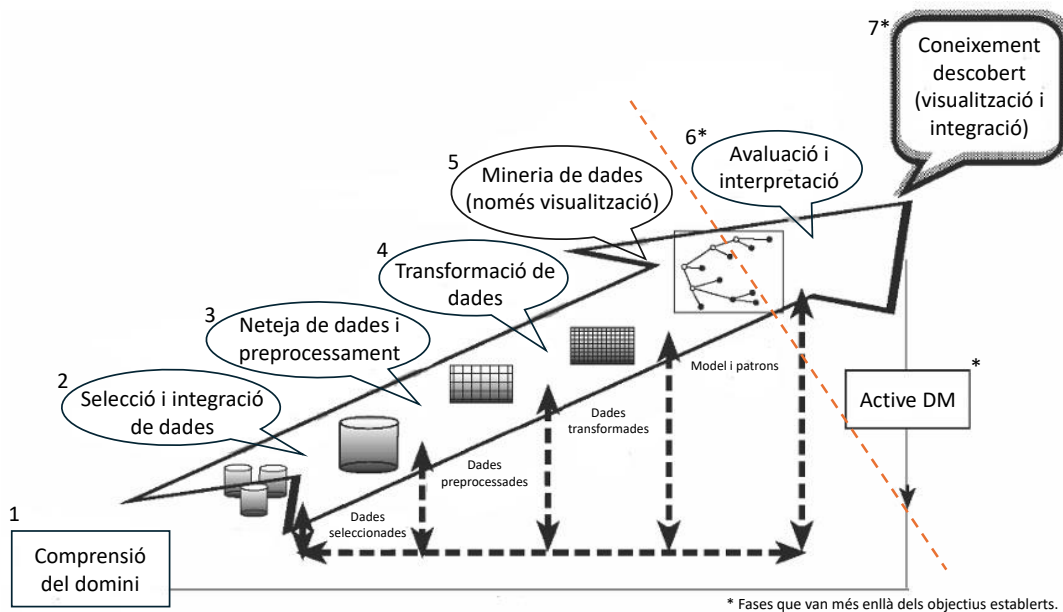 7*
Coneixement
descobert
(visualització i
integració)
6*
Avaluació i
interpretació
5
Mineria de dades
(només visualització)
4
Transformació de
dades
3
Neteja de dades i
preprocessament
2
Selecció i integració
de dades
Model i patrons
*
Active DM
Dades
transformades
Dades
preprocessades
Dades
seleccionades
1
Comprensió
del domini
* Fases que van més enllà dels objectius establerts.